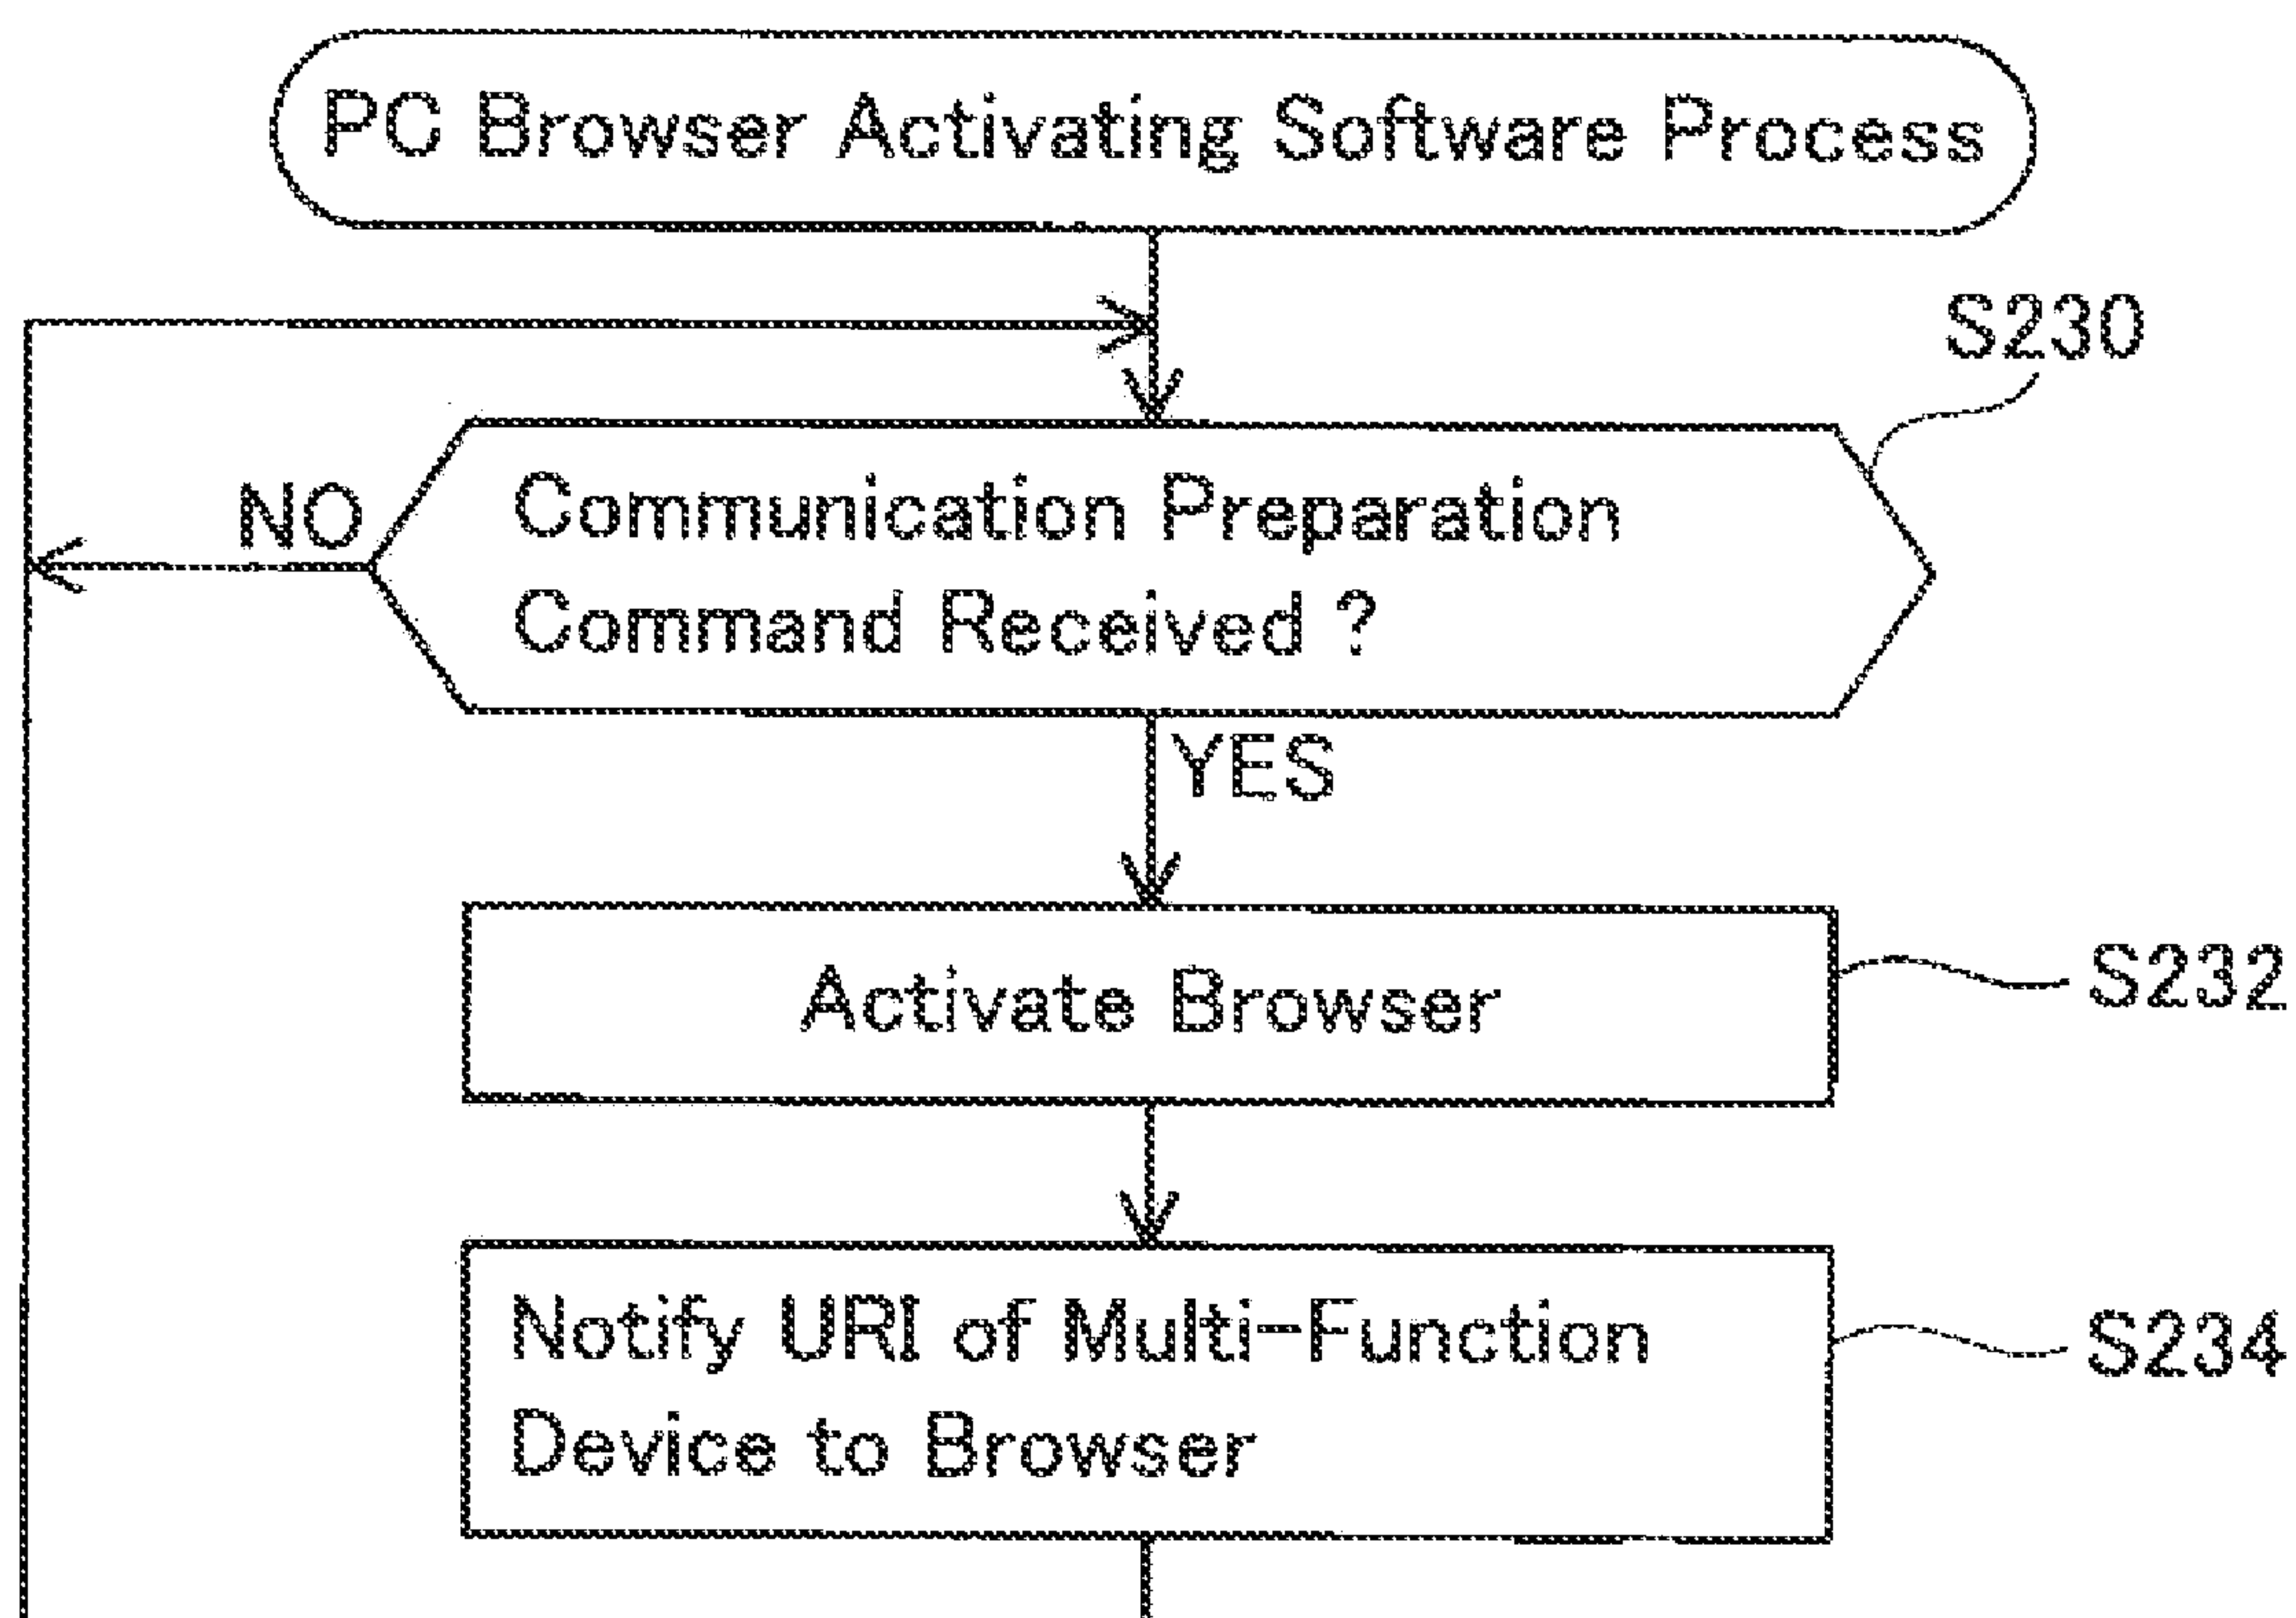 PC Browser Activating Software Process
S230
NO
Communication Preparation
Command Received ?
YES
Activate Browser
S232
Notify URI of Multi-Function
Device to Browser
S234